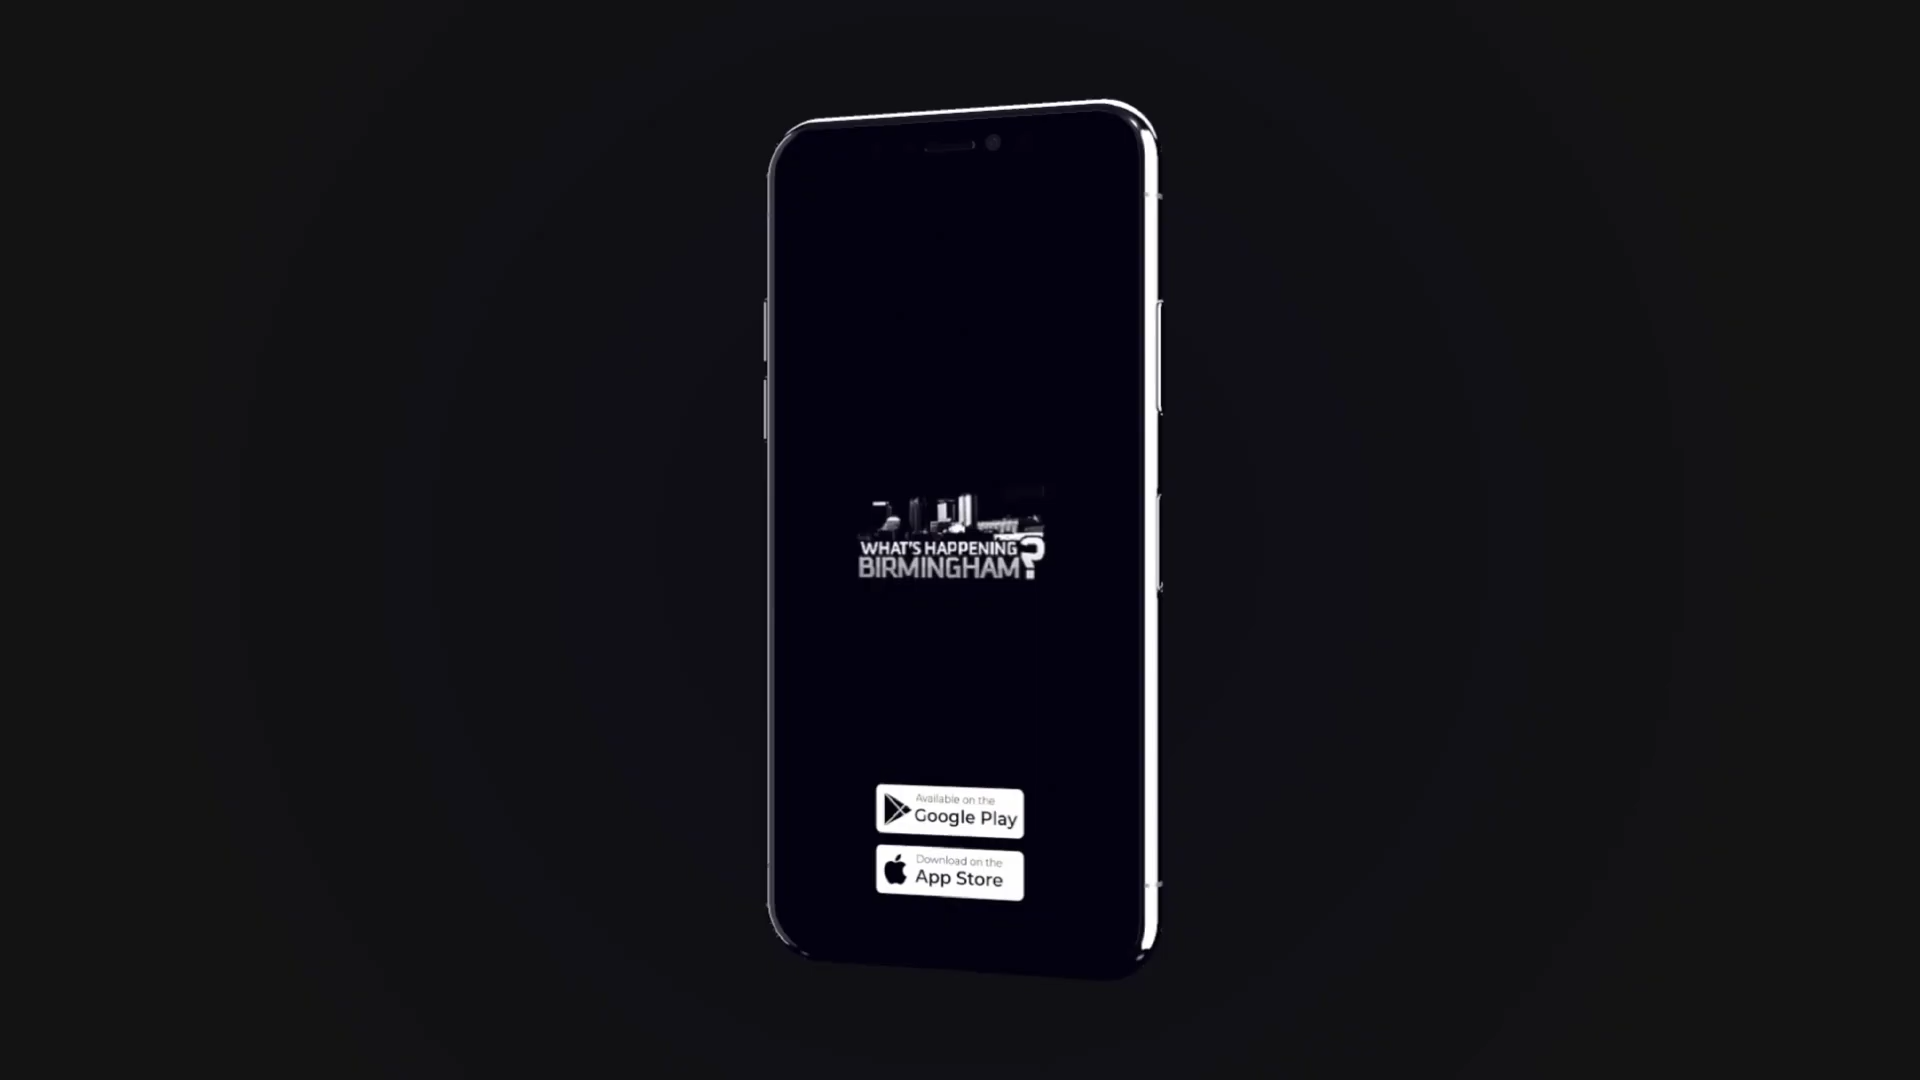 WHAT'S HAPPENING
BIRMINGHAM?
Available on the
Google Play
Download on the
App Store